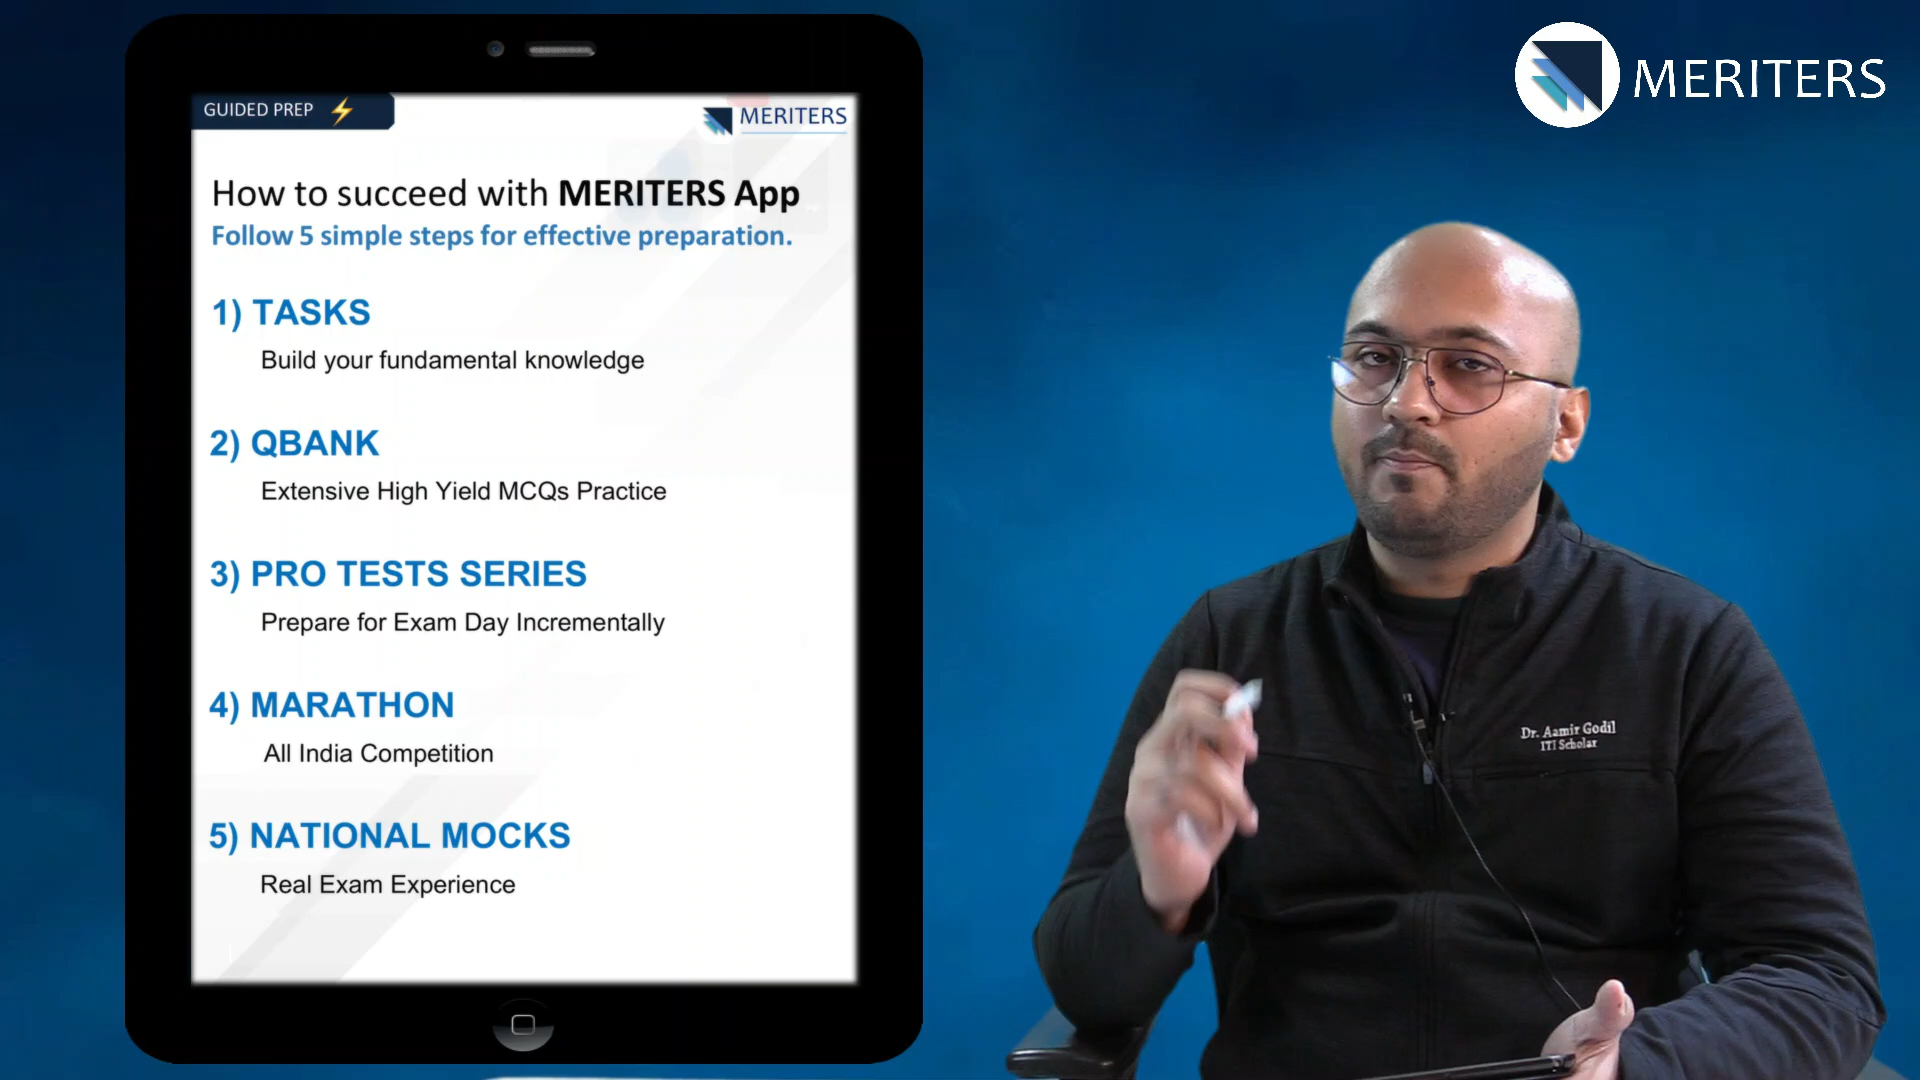 GUIDED PREP
MERITERS
How to succeed with MERITERS App
Follow 5 simple steps for effective preparation.
1) TASKS
Build your fundamental knowledge
2) QBANK
Extensive High Yield MCQs Practice
3) PRO TESTS SERIES
Prepare for Exam Day Incrementally
4) MARATHON
All India Competition
5) NATIONAL MOCKS
Real Exam Experience
MERITERS
Dr. Aamir Godil
ITI Scholar